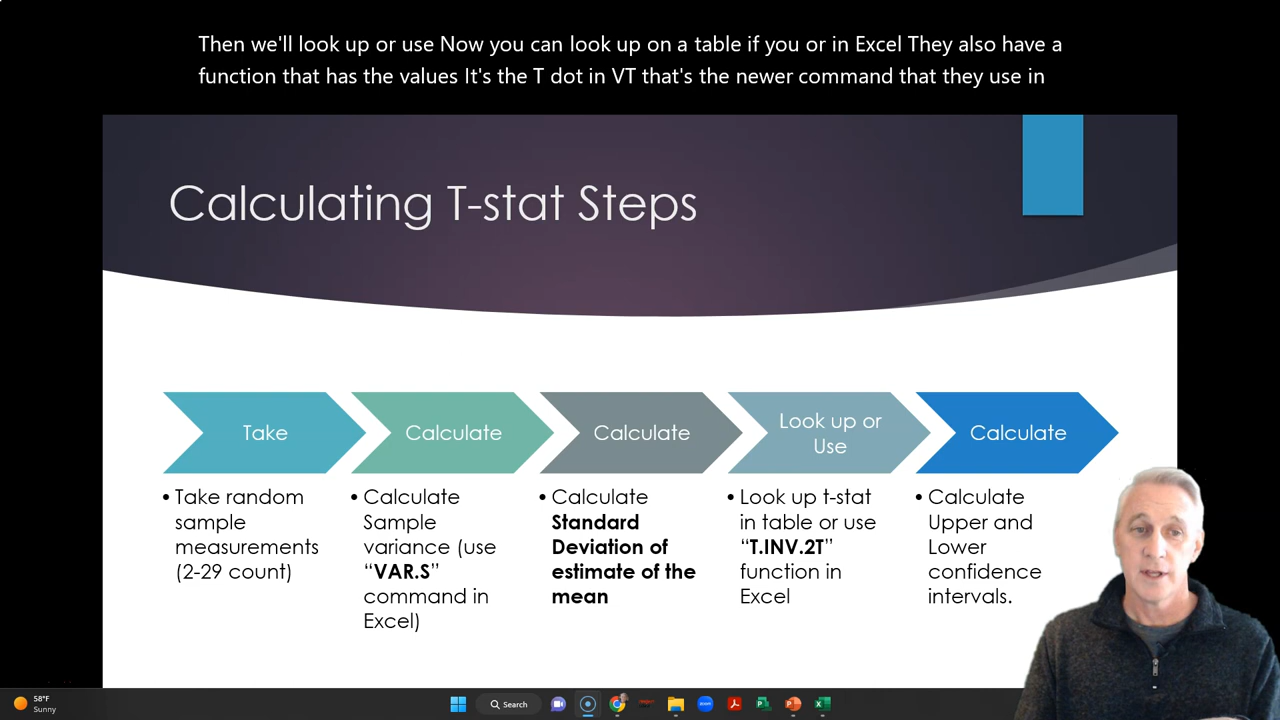 Then we'll look up or use Now you can look up on a table if you or in Excel They also have a
function that has the values It's the T dot in VT that's the newer command that they use in
Calculating T-stat Steps
Take
Calculate
Calculate
Look up or
Use
Calculate
• Take random
sample
measurements
(2-29 count)
• Calculate
Sample
variance (use
“VAR.S”
command in
Excel)
• Calculate
Standard
Deviation of
estimate of the
mean
• Look up t-stat
in table or use
“T.INV.2T”
function in
Excel
• Calculate
Upper and
Lower
confidence
intervals.
58°F
Sunny
Search
zoom